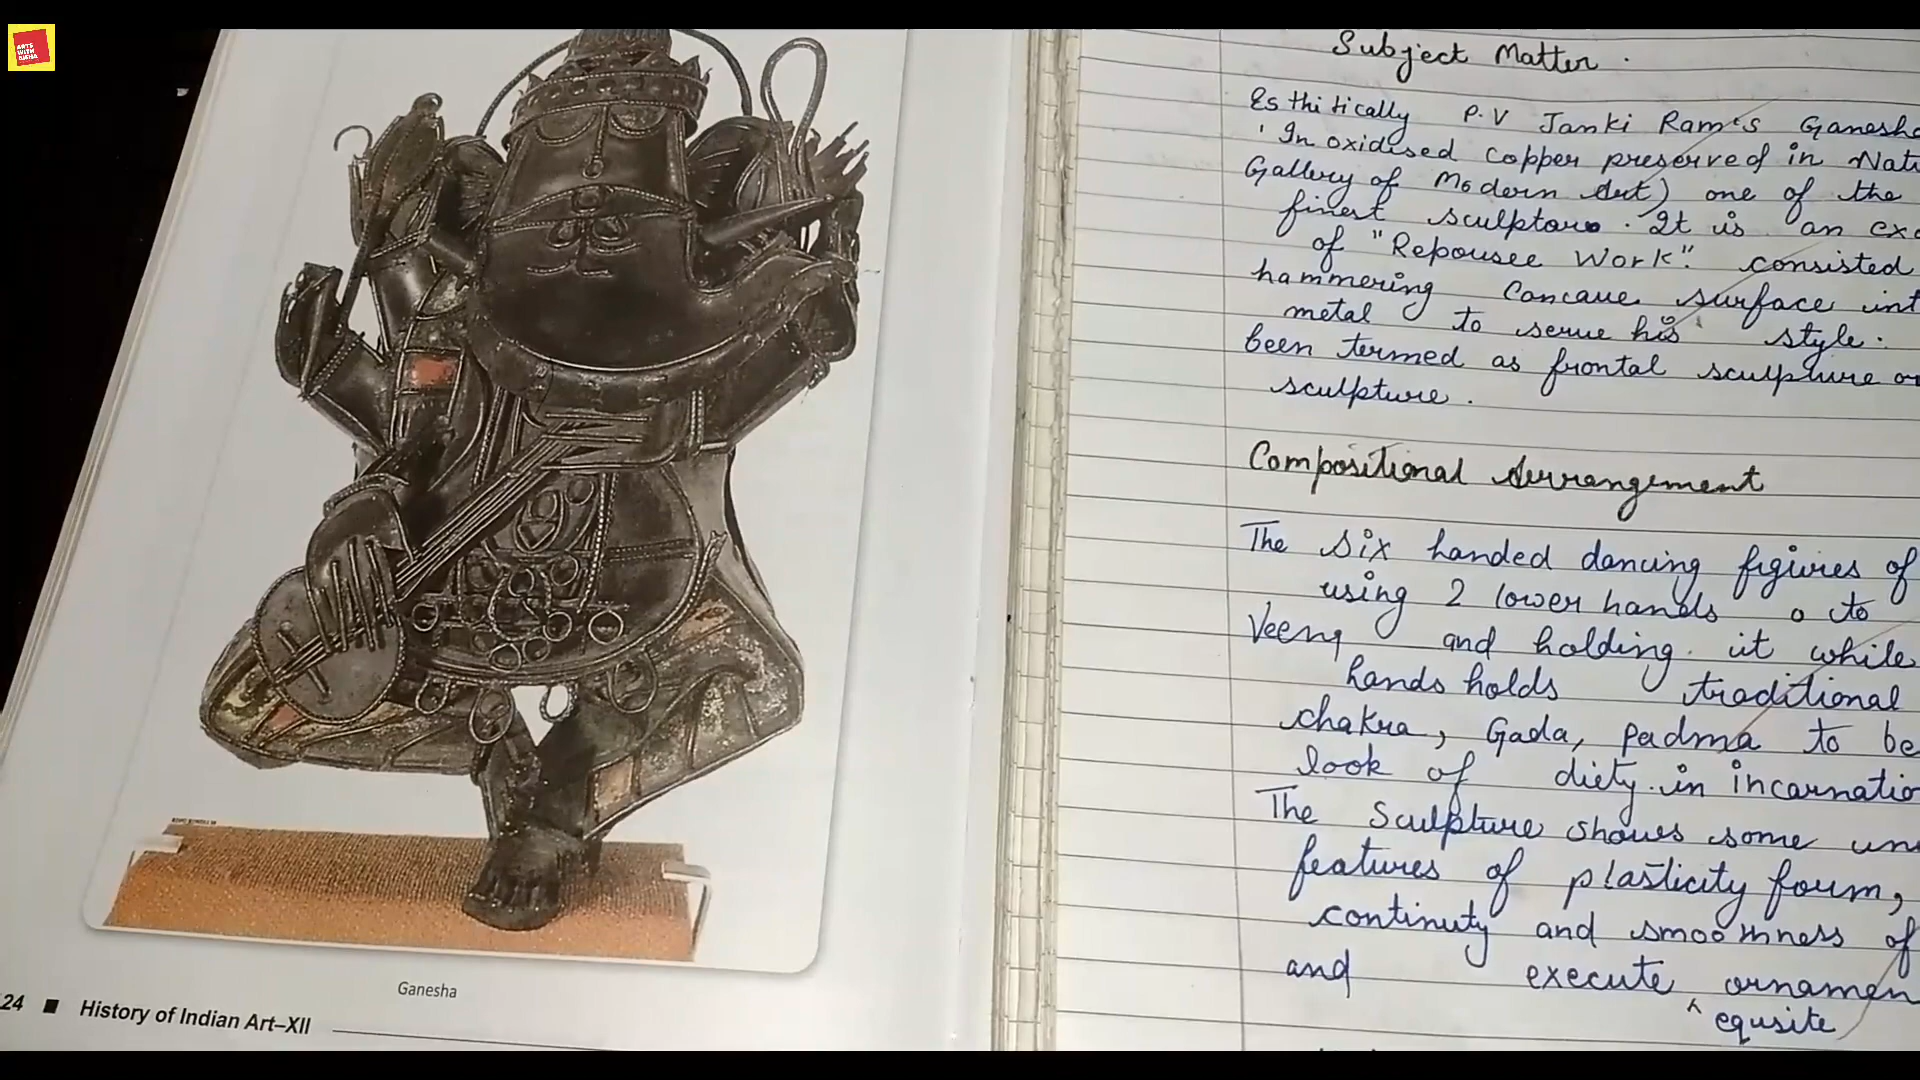 ARTS
WITH
Ganesha
24 ■ History of Indian Art–XII
Subject Matter.
Esthitically P.V Janki Ram's Ganesha
'In oxidised copper preserved in Nati
Gallery of Modern Art) one of the
finest sculpture. It is an exa
of "Repousee Work". consisted
hammering concave surface int
metal to serve his style.
been termed as frontal sculpture or
sculpture.
Compositional Arrangement
The six handed dancing figures of
using 2 lower hands to
Veena and holding it while
hands holds traditional
chakra, Gada, padma to be
look of diety in incarnatio
The Sculpture shows some un
features of plasticity form,
continuty and smoothness of
and execute ornamen
^ equsite